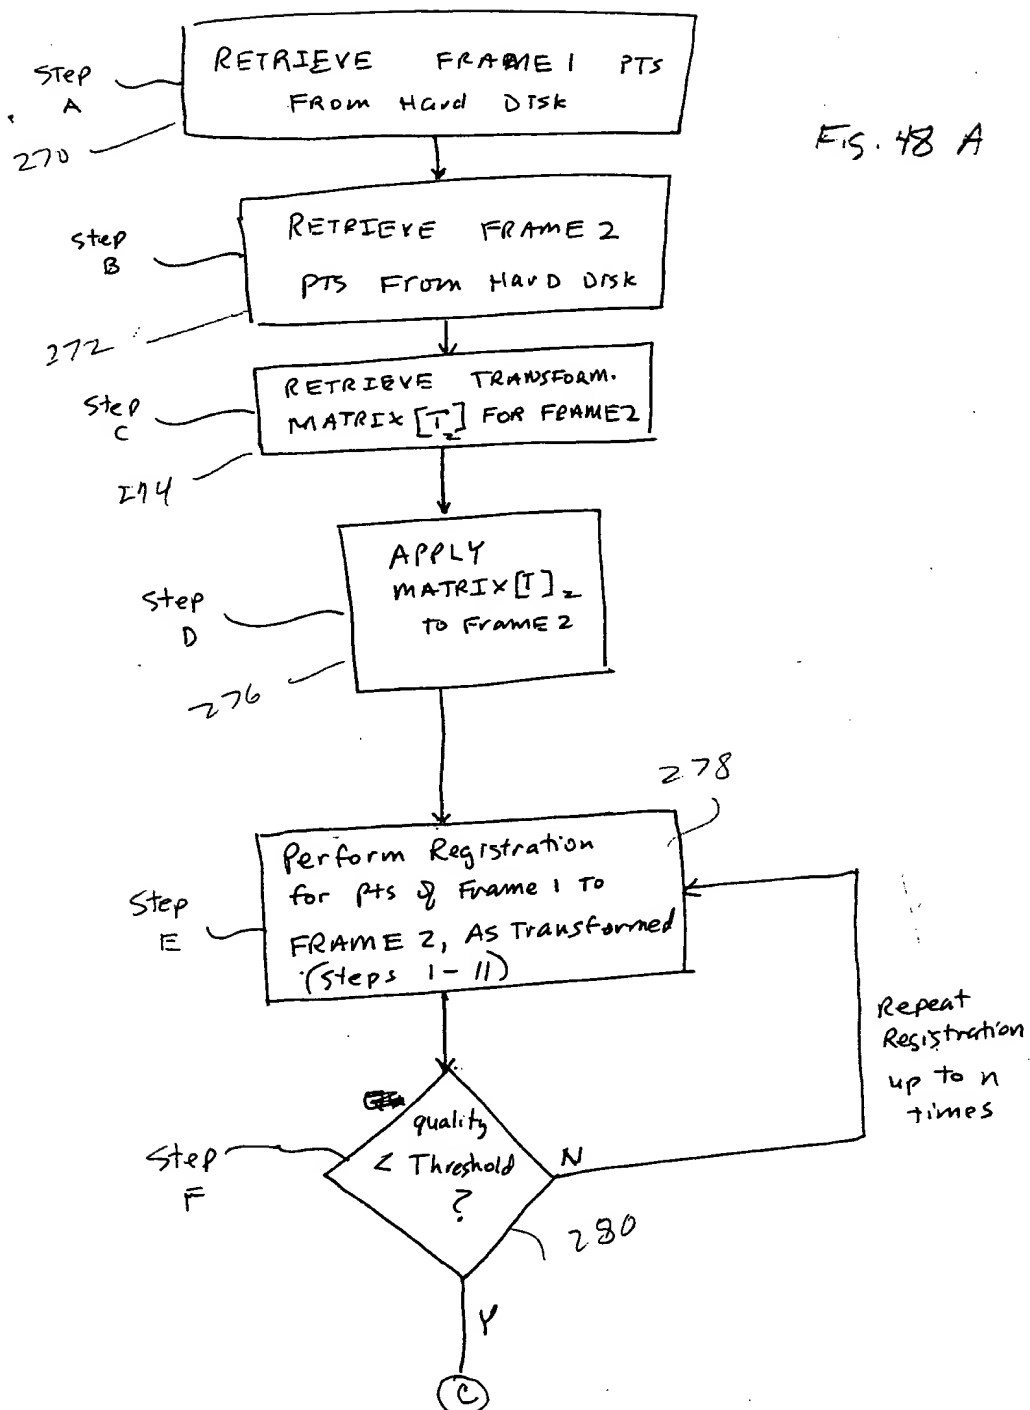 Fig. 48 A
Step
A
270
RETRIEVE FRAME 1 PTS
FROM Hard DISK
Step
B
272
RETRIEVE FRAME 2
PTS FROM HARD DISK
Step
C
274
RETRIEVE TRANSFORM.
MATRIX [T2] FOR FRAME 2
Step
D
276
APPLY
MATRIX [T]2
TO FRAME 2
278
Step
E
Perform Registration
for pts of Frame 1 To
FRAME 2, As Transformed
(steps 1 - 11)
Repeat
Registration
up to n
times
Step
F
quality
< Threshold
?
N
280
Y
C